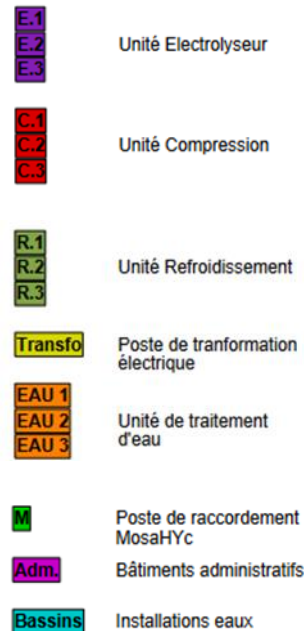 E.1
E.2
E.3
Unité Electrolyseur
C.1
C.2
C.3
Unité Compression
R.1
R.2
R.3
Unité Refroidissement
Transfo
Poste de tranformation
électrique
EAU 1
EAU 2
EAU 3
Unité de traitement
d'eau
M
Poste de raccordement
MosaHYc
Adm.
Bâtiments administratifs
Bassins
Installations eaux